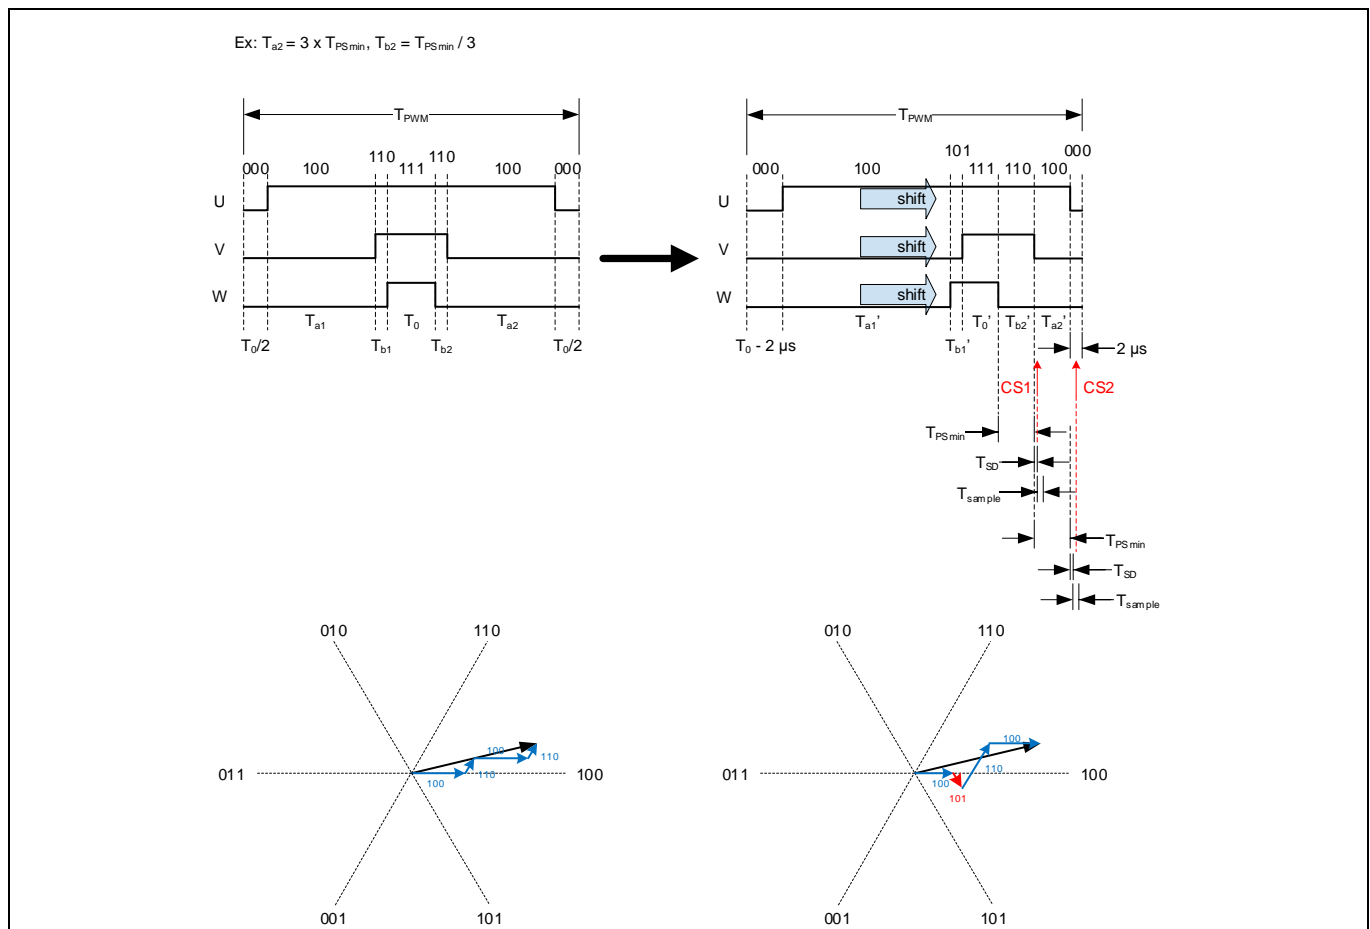 Ex: Ta2 = 3 x TPSmin, Tb2 = TPSmin / 3
TPWM
000 100 110 111 110 100 000
U
V
W
Ta1 T0 Ta2
T0/2 Tb1 Tb2 T0/2
TPWM
000 100 101 111 110 100 000
U shift
V shift
W shift
Ta1’ T0’ Tb2’ Ta2’
T0 - 2 µs Tb1’ 2 µs
CS1 CS2
TPSmin
TSD
Tsample
TPSmin
TSD
Tsample
010 110
100 110
011 100 110 100
001 101
010 110
100
011 100 110 100
101
001 101